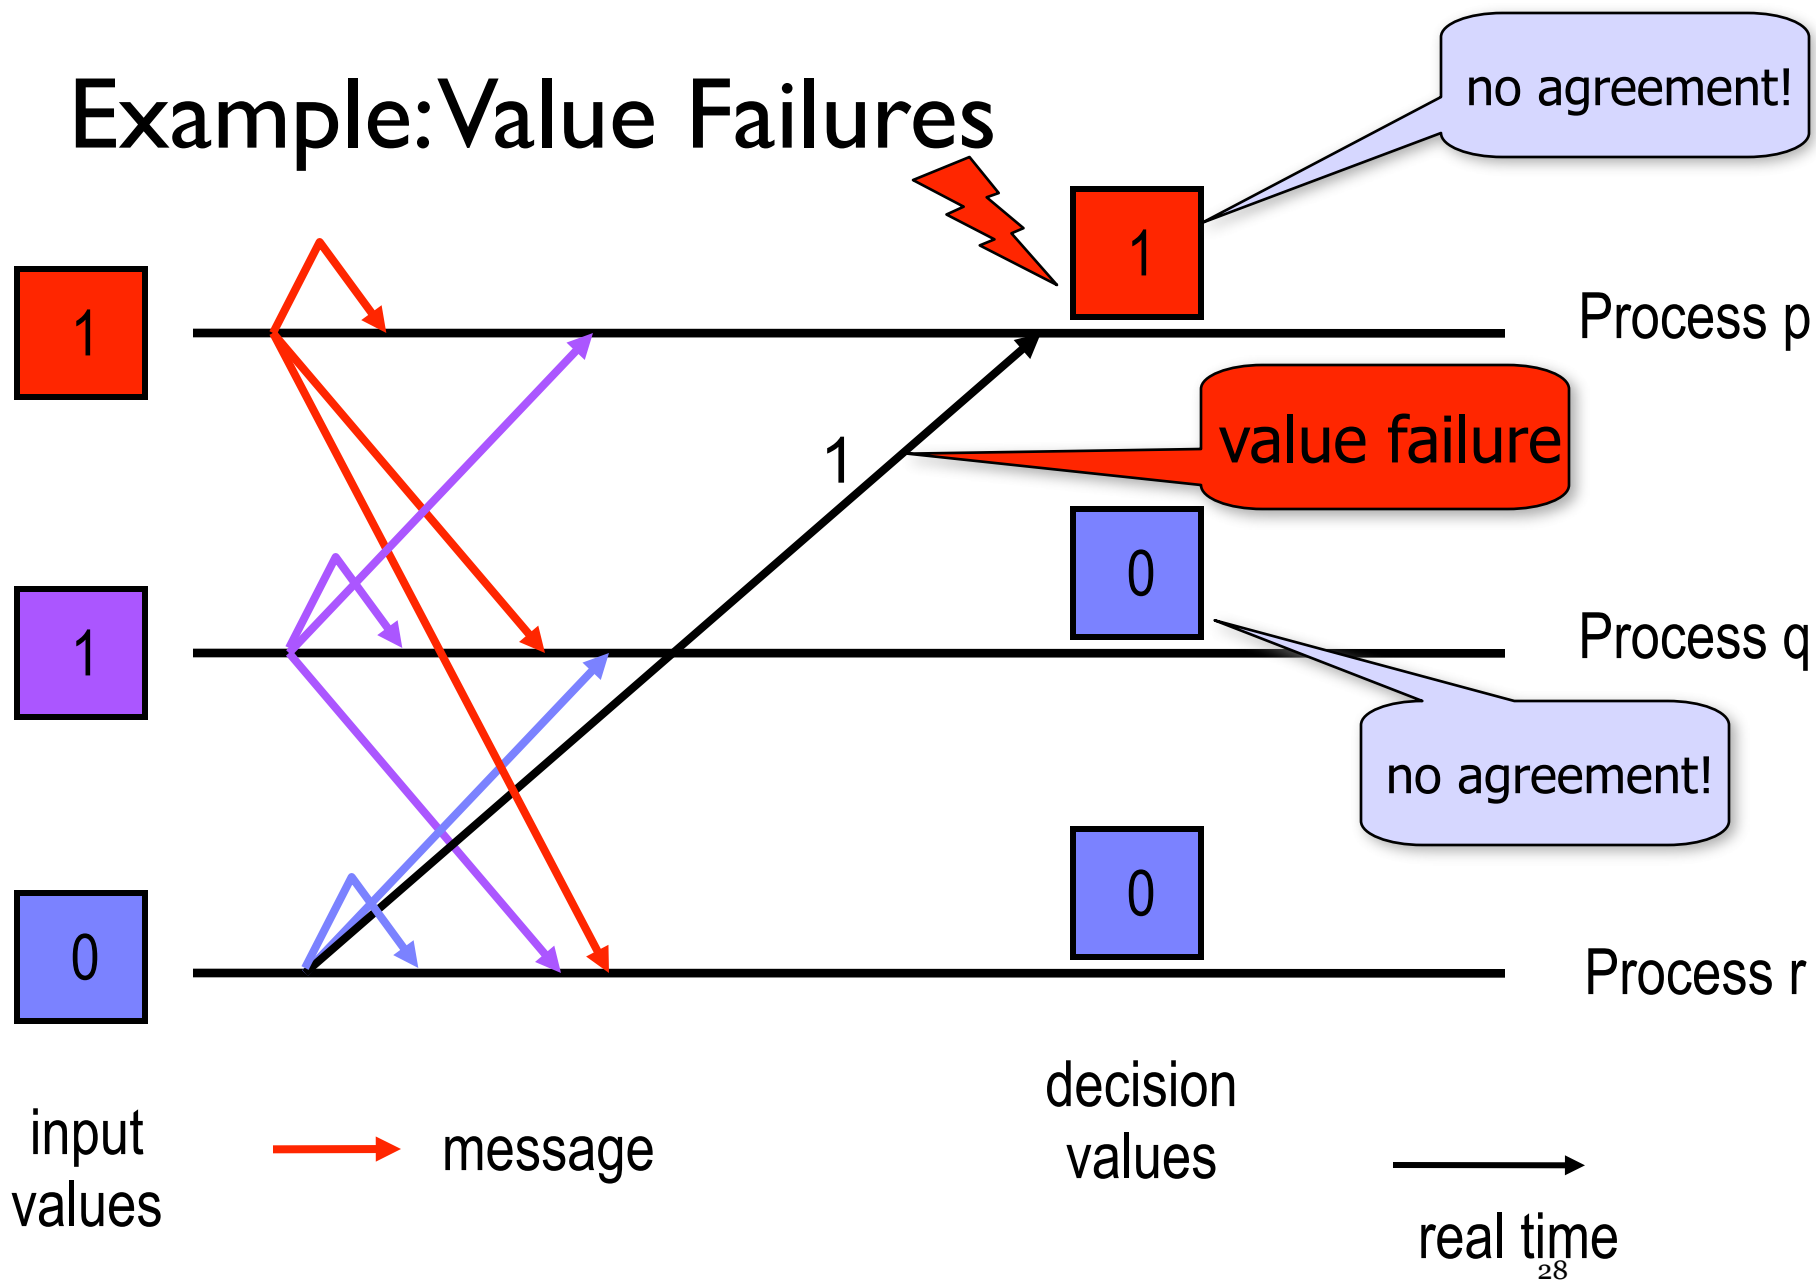 Example: Value Failures
no agreement!
1
1
Process p
1
value failure
0
1
Process q
no agreement!
0
0
Process r
input
values
message
decision
values
real time
28